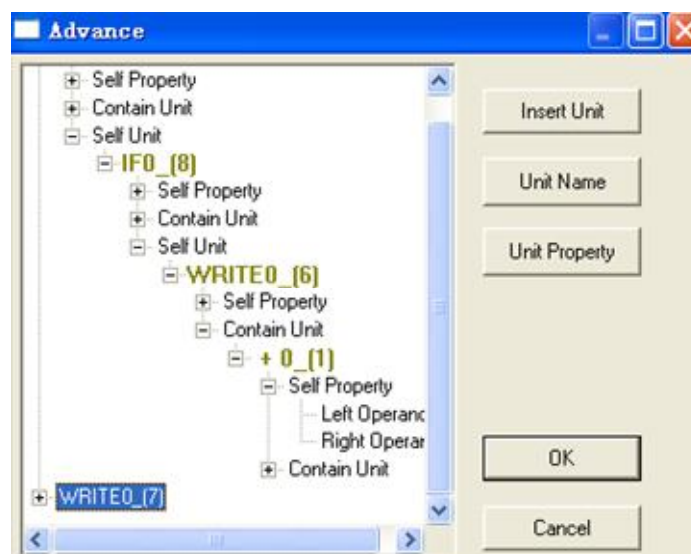 Advance
Self Property
Contain Unit
Self Unit
IF0_(8)
Self Property
Contain Unit
Self Unit
WRITE0_(6)
Self Property
Contain Unit
+ 0_(1)
Self Property
Left Operanc
Right Operar
Contain Unit
WRITE0_(7)
Insert Unit
Unit Name
Unit Property
OK
Cancel